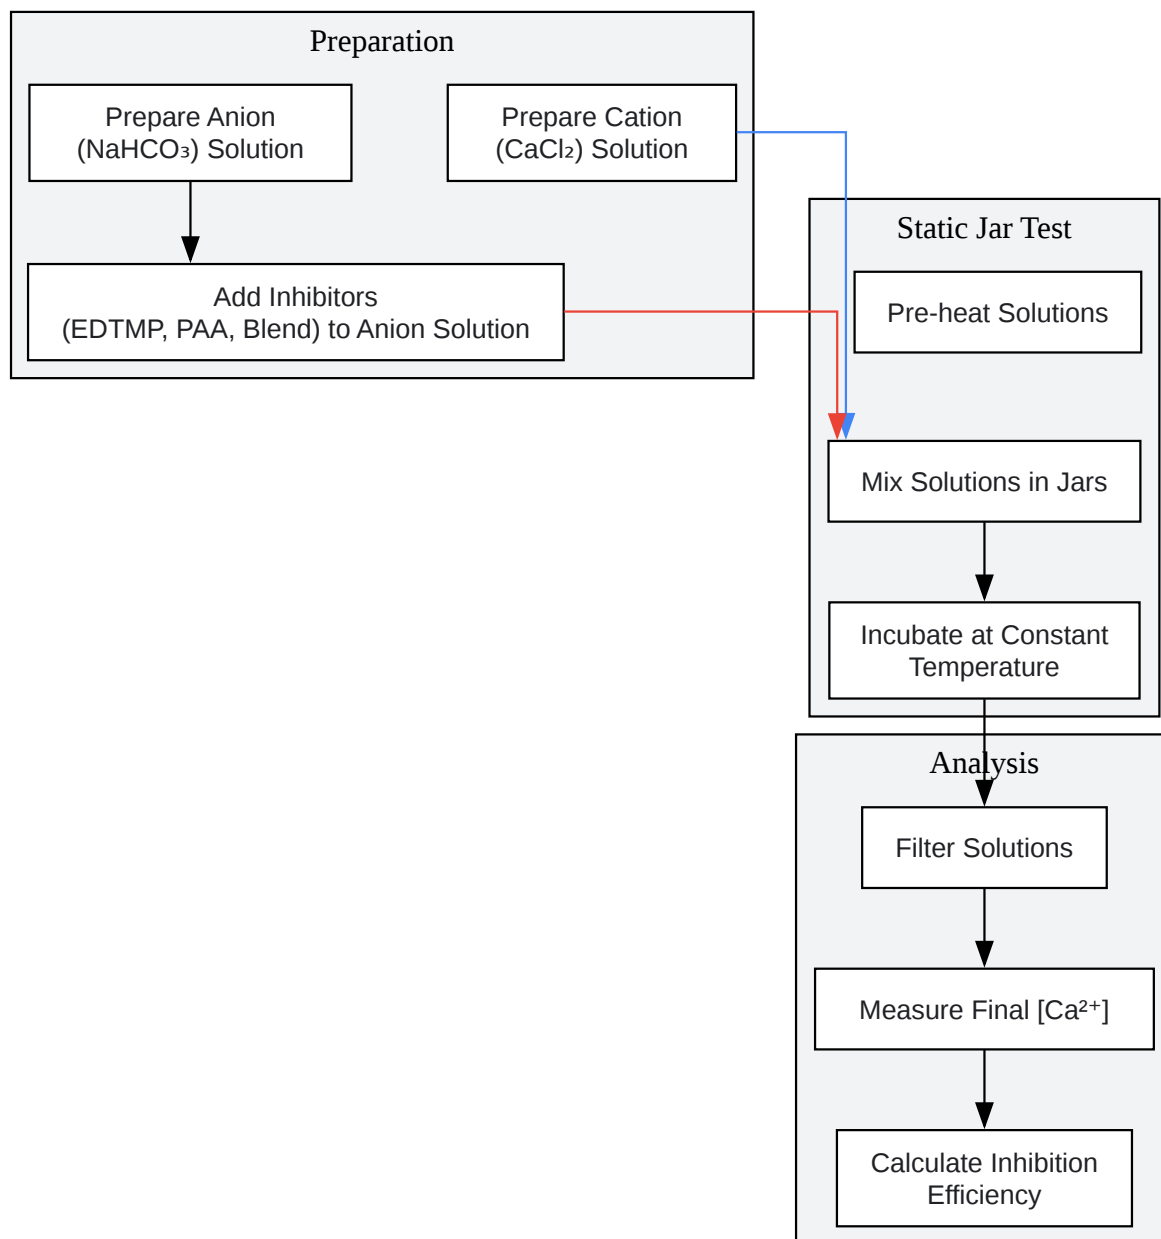 Preparation
Prepare Anion
(NaHCO₃) Solution
Prepare Cation
(CaCl₂) Solution
Add Inhibitors
(EDTMP, PAA, Blend) to Anion Solution
Static Jar Test
Pre-heat Solutions
Mix Solutions in Jars
Incubate at Constant
Temperature
Analysis
Filter Solutions
Measure Final [Ca²⁺]
Calculate Inhibition
Efficiency